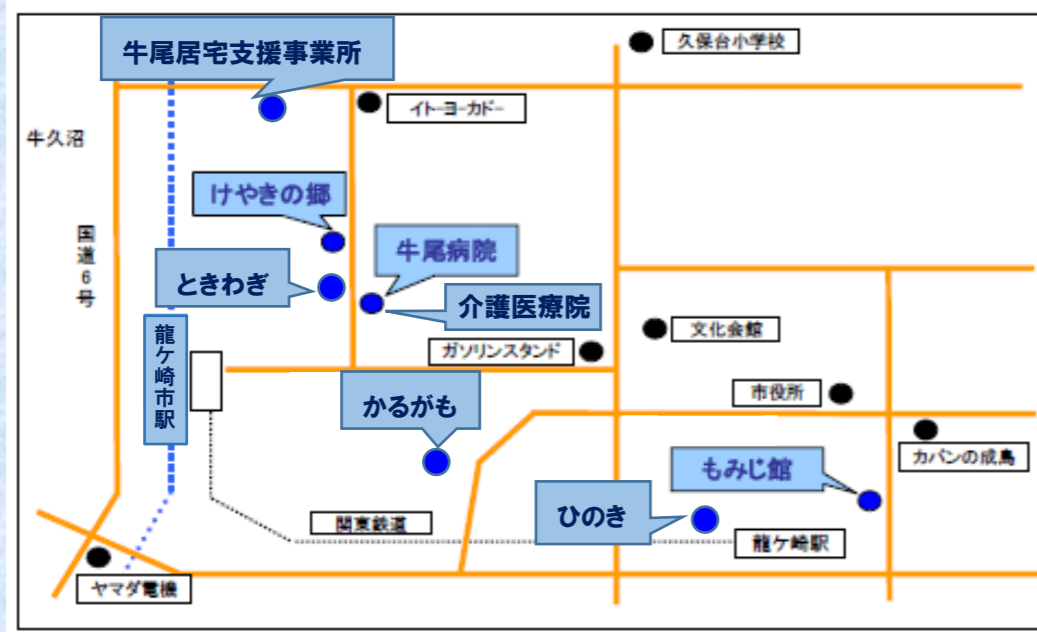 牛尾居宅支援事業所
久保台小学校
イトーヨーカドー
牛久沼
けやきの郷
国道6号
牛尾病院
ときわぎ
介護医療院
龍ケ崎市駅
文化会館
ガソリンスタンド
かるがも
市役所
カバンの成島
もみじ館
ひのき
関東鉄道
龍ケ崎駅
ヤマダ電機